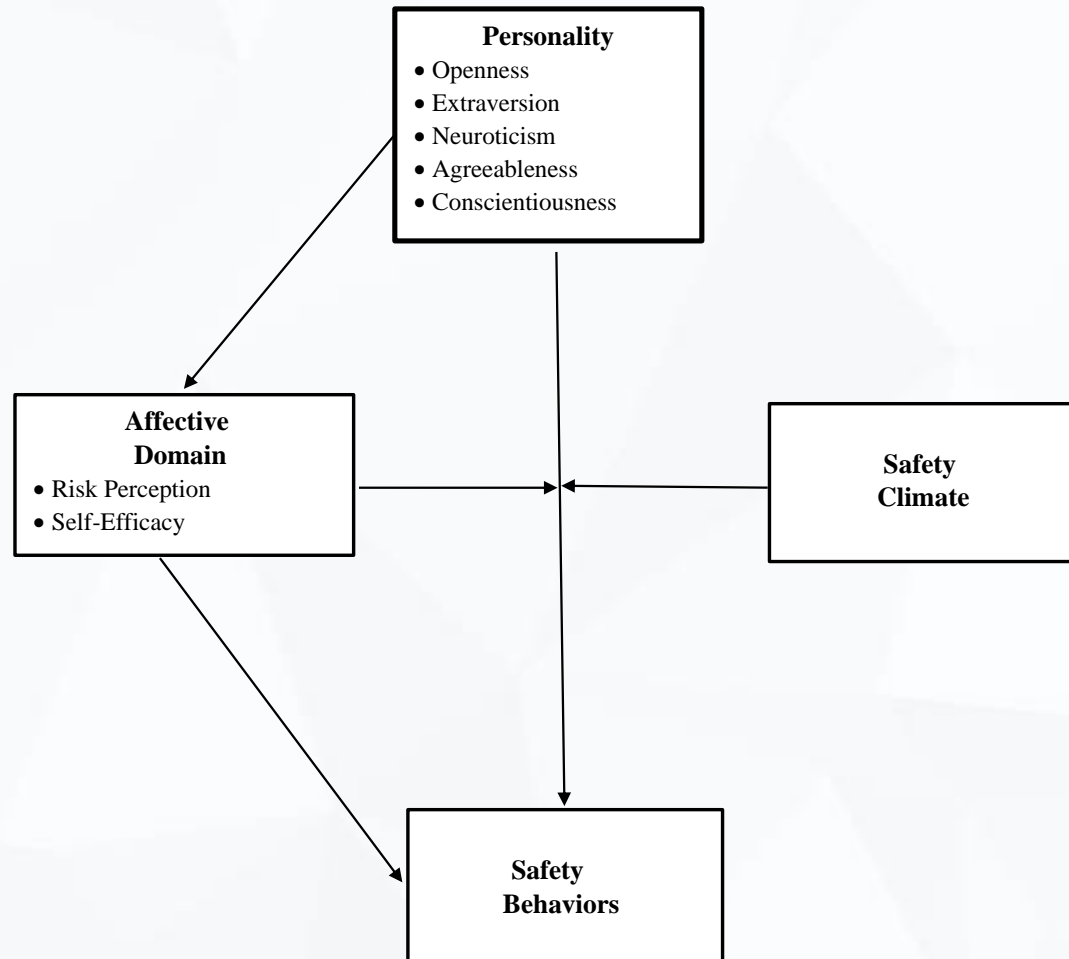 Personality
• Openness
• Extraversion
• Neuroticism
• Agreeableness
• Conscientiousness
Affective
Domain
• Risk Perception
• Self-Efficacy
Safety
Climate
Safety
Behaviors